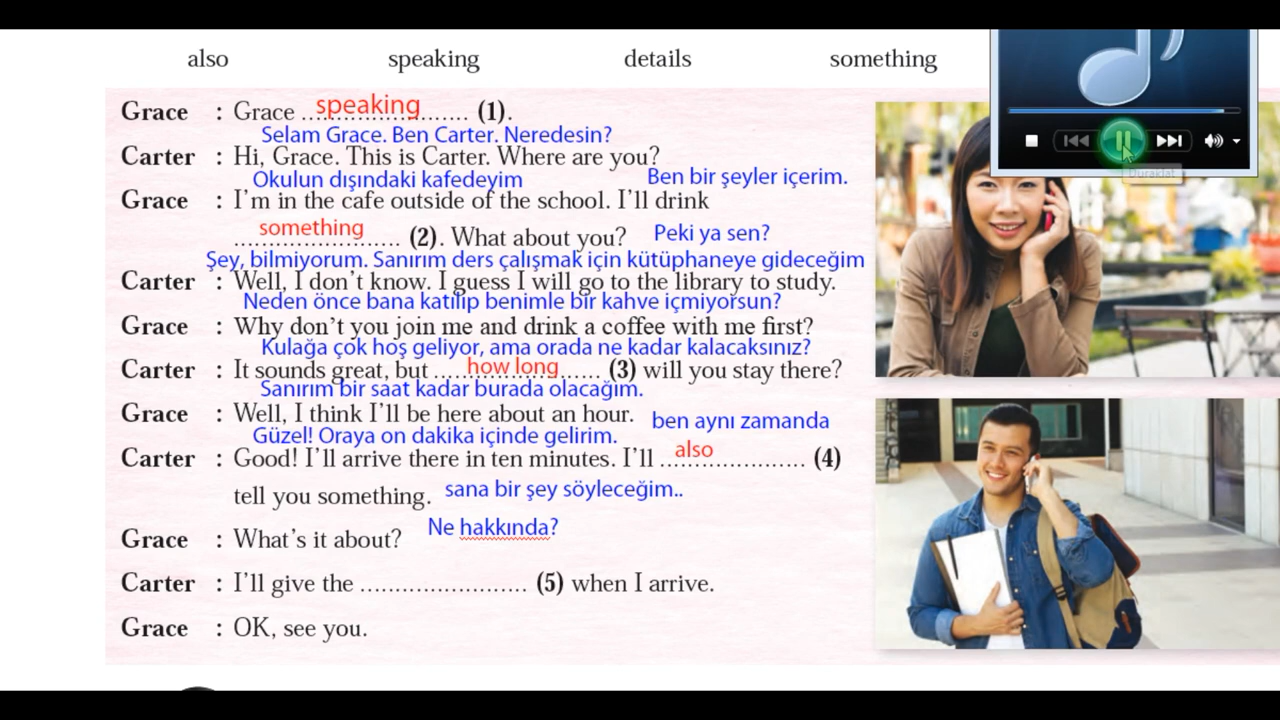 also speaking details something
speaking
Grace : Grace ........................ (1).
Selam Grace. Ben Carter. Neredesin?
Carter : Hi, Grace. This is Carter. Where are you?
Okulun dışındaki kafedeyim Ben bir şeyler içerim.
Grace : I'm in the cafe outside of the school. I'll drink
something
........................ (2). What about you? Peki ya sen?
Şey, bilmiyorum. Sanırım ders çalışmak için kütüphaneye gideceğim
Carter : Well, I don't know. I guess I will go to the library to study.
Neden önce bana katılıp benimle bir kahve içmiyorsun?
Grace : Why don't you join me and drink a coffee with me first?
Kulağa çok hoş geliyor, ama orada ne kadar kalacaksınız?
how long
Carter : It sounds great, but ........................ (3) will you stay there?
Sanırım bir saat kadar burada olacağım.
Grace : Well, I think I'll be here about an hour. ben aynı zamanda
Güzel! Oraya on dakika içinde gelirim.
also
Carter : Good! I'll arrive there in ten minutes. I'll ..................... (4)
tell you something. sana bir şey söyleceğim..
Ne hakkında?
Grace : What's it about?
Carter : I'll give the ........................ (5) when I arrive.
Grace : OK, see you.
Duraklat